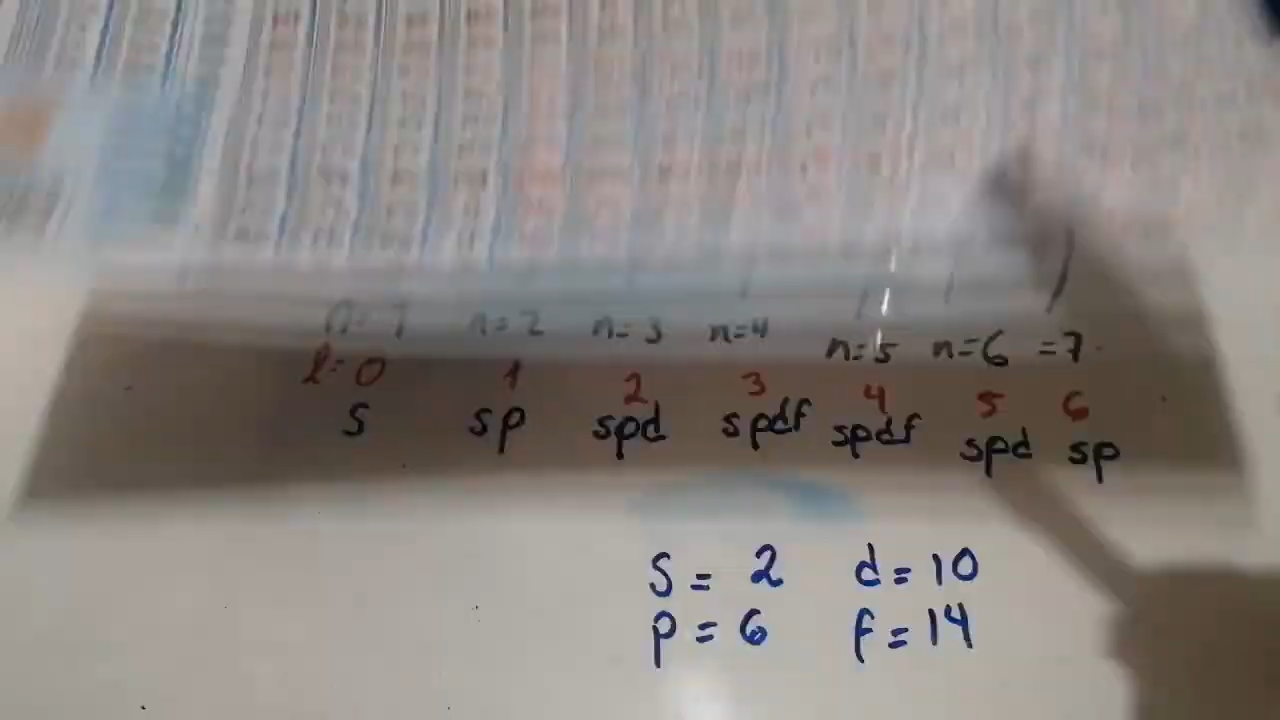 n=1 n=2 n=3 n=4 n=5 n=6 =7
l=0 1 2 3 4 5 6
s sp spd spdf spdf spd sp
S = 2 d = 10
p = 6 f = 14